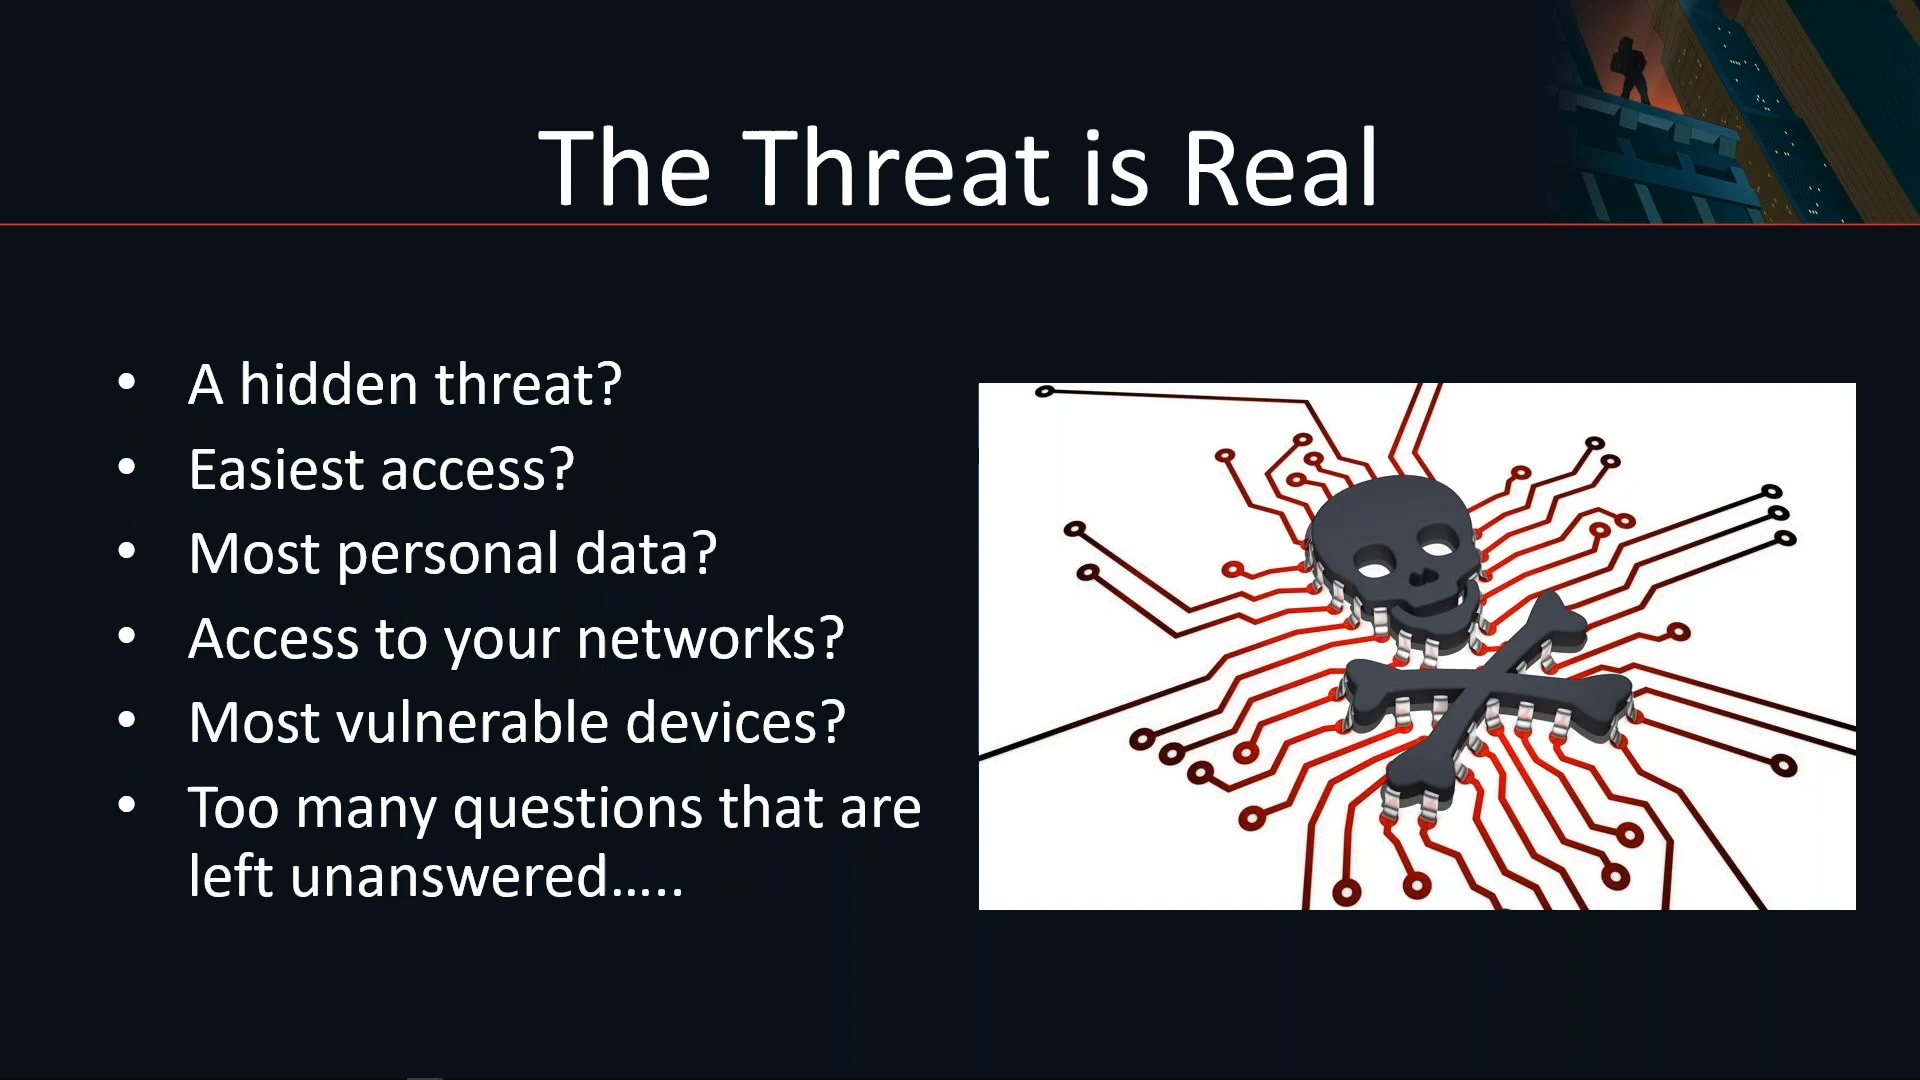 The Threat is Real
• A hidden threat?
• Easiest access?
• Most personal data?
• Access to your networks?
• Most vulnerable devices?
• Too many questions that are
left unanswered…..